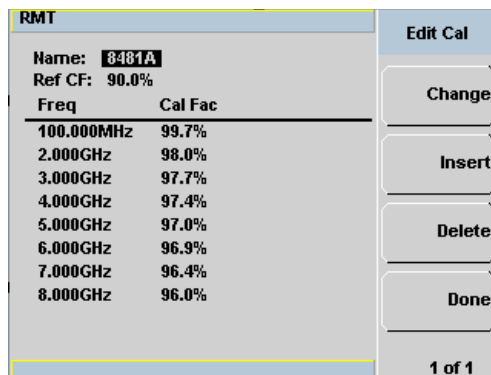 RMT
Name: 8481A
Ref CF: 90.0%
Freq Cal Fac
100.000MHz 99.7%
2.000GHz 98.0%
3.000GHz 97.7%
4.000GHz 97.4%
5.000GHz 97.0%
6.000GHz 96.9%
7.000GHz 96.4%
8.000GHz 96.0%
Edit Cal
Change
Insert
Delete
Done
1 of 1